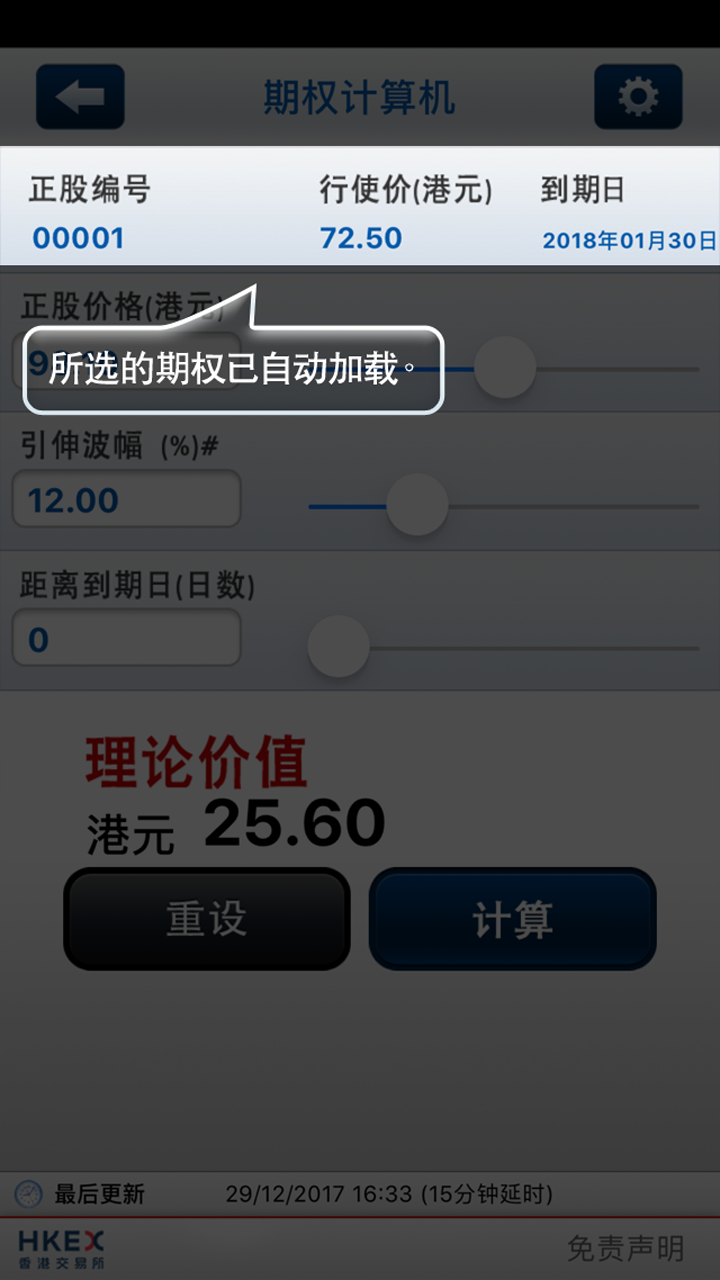 期权计算机
正股编号 行使价(港元) 到期日
00001 72.50 2018年01月30日
正股价格(港元)
所选的期权已自动加载。
引伸波幅 (%)#
12.00
距离到期日(日数)
0
理论价值
港元 25.60
重设 计算
最后更新 29/12/2017 16:33 (15分钟延时)
HKEX
香港交易所
免责声明